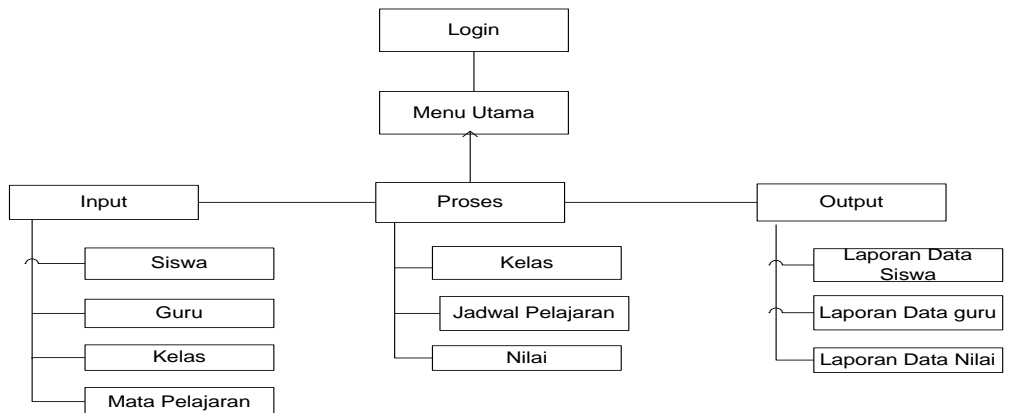 Login
Menu Utama
Input
Proses
Output
Siswa
Guru
Kelas
Mata Pelajaran
Kelas
Jadwal Pelajaran
Nilai
Laporan Data
Siswa
Laporan Data guru
Laporan Data Nilai